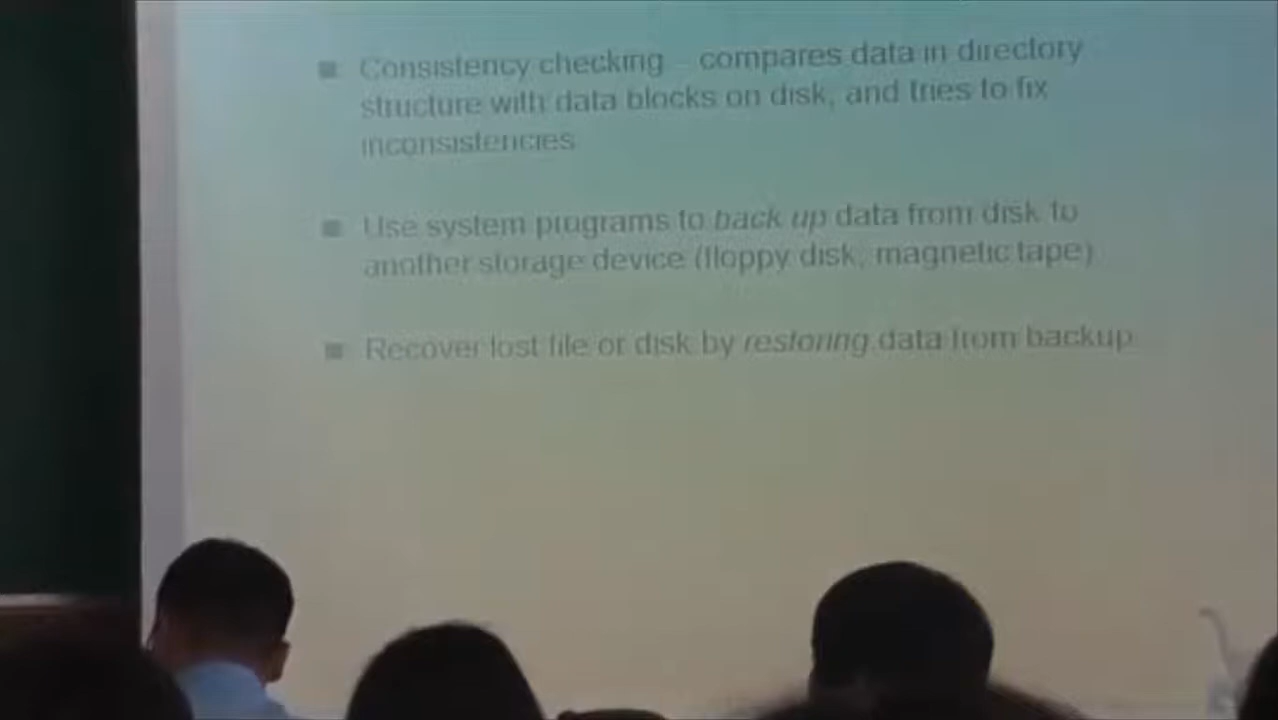 ■ Consistency checking – compares data in directory
structure with data blocks on disk, and tries to fix
inconsistencies
■ Use system programs to back up data from disk to
another storage device (floppy disk, magnetic tape)
■ Recover lost file or disk by restoring data from backup